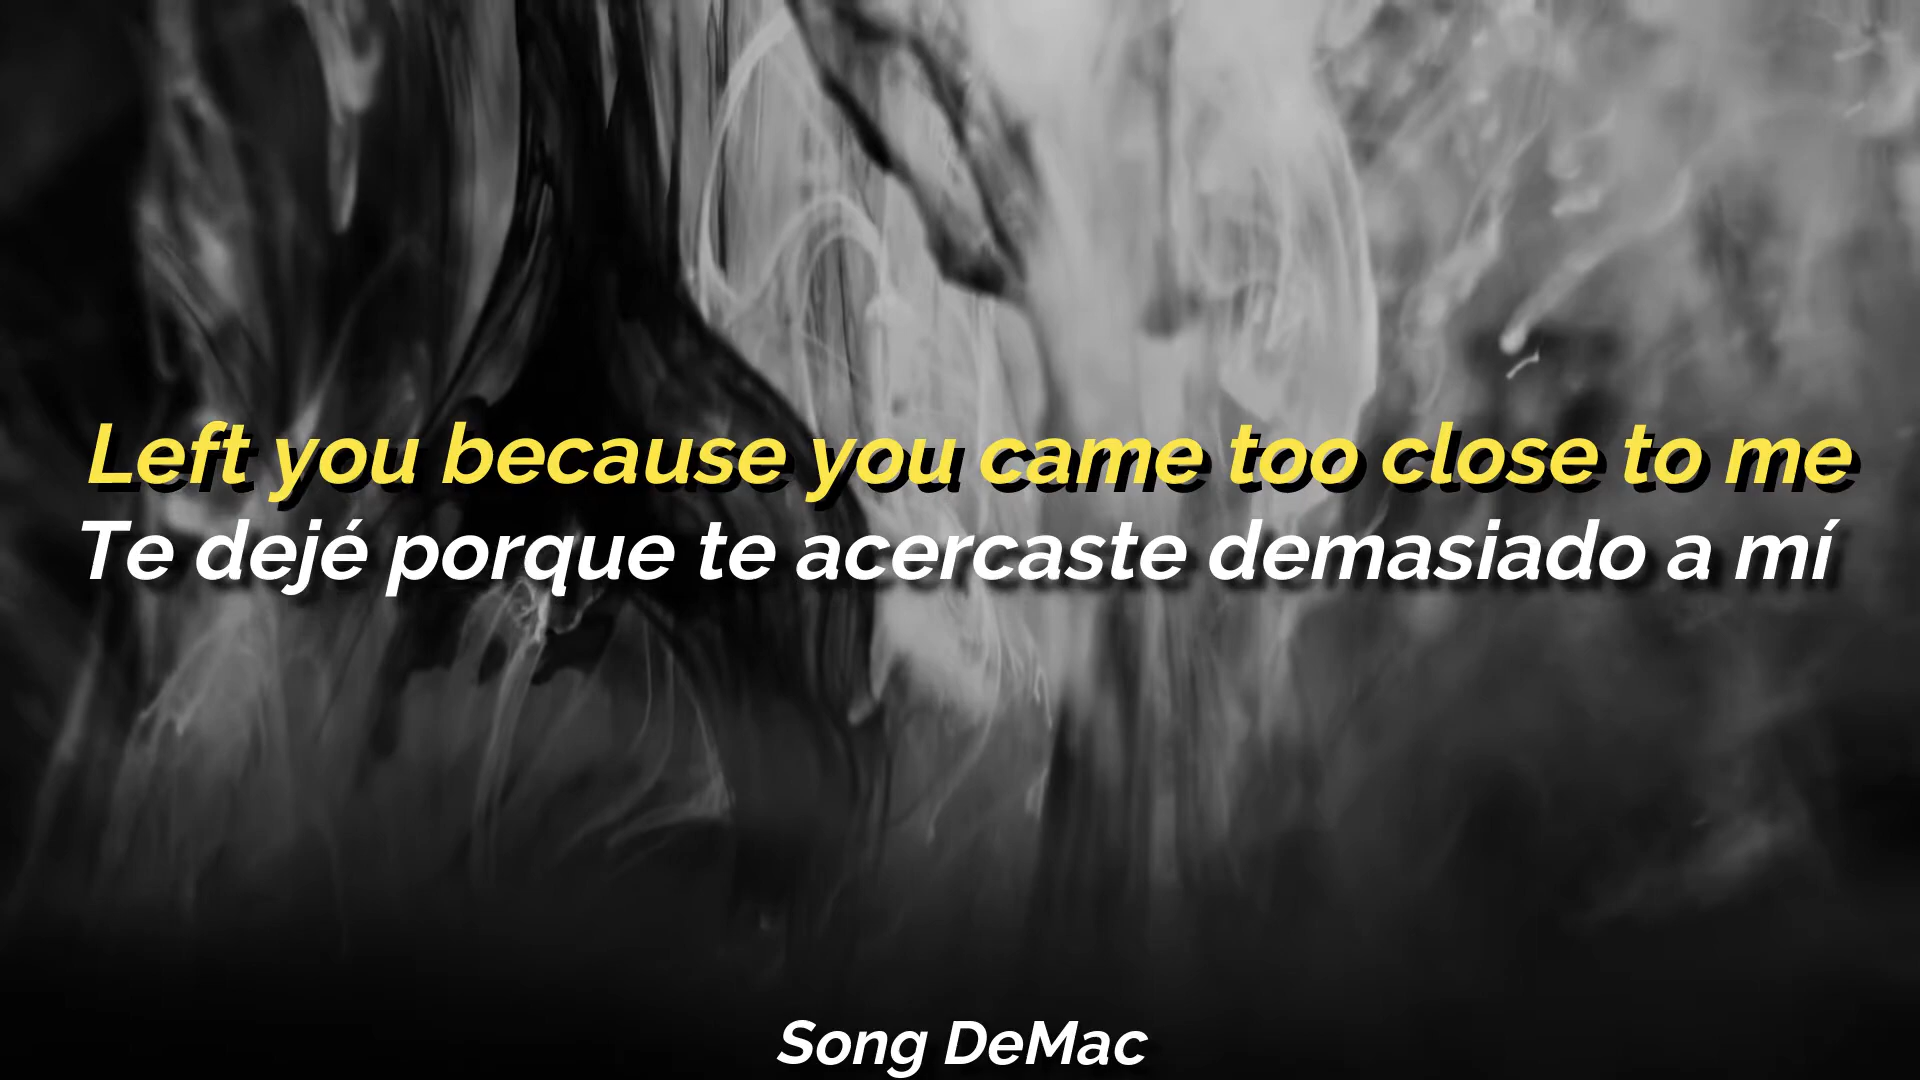 Left you because you came too close to me
Te dejé porque te acercaste demasiado a mí
Song DeMac